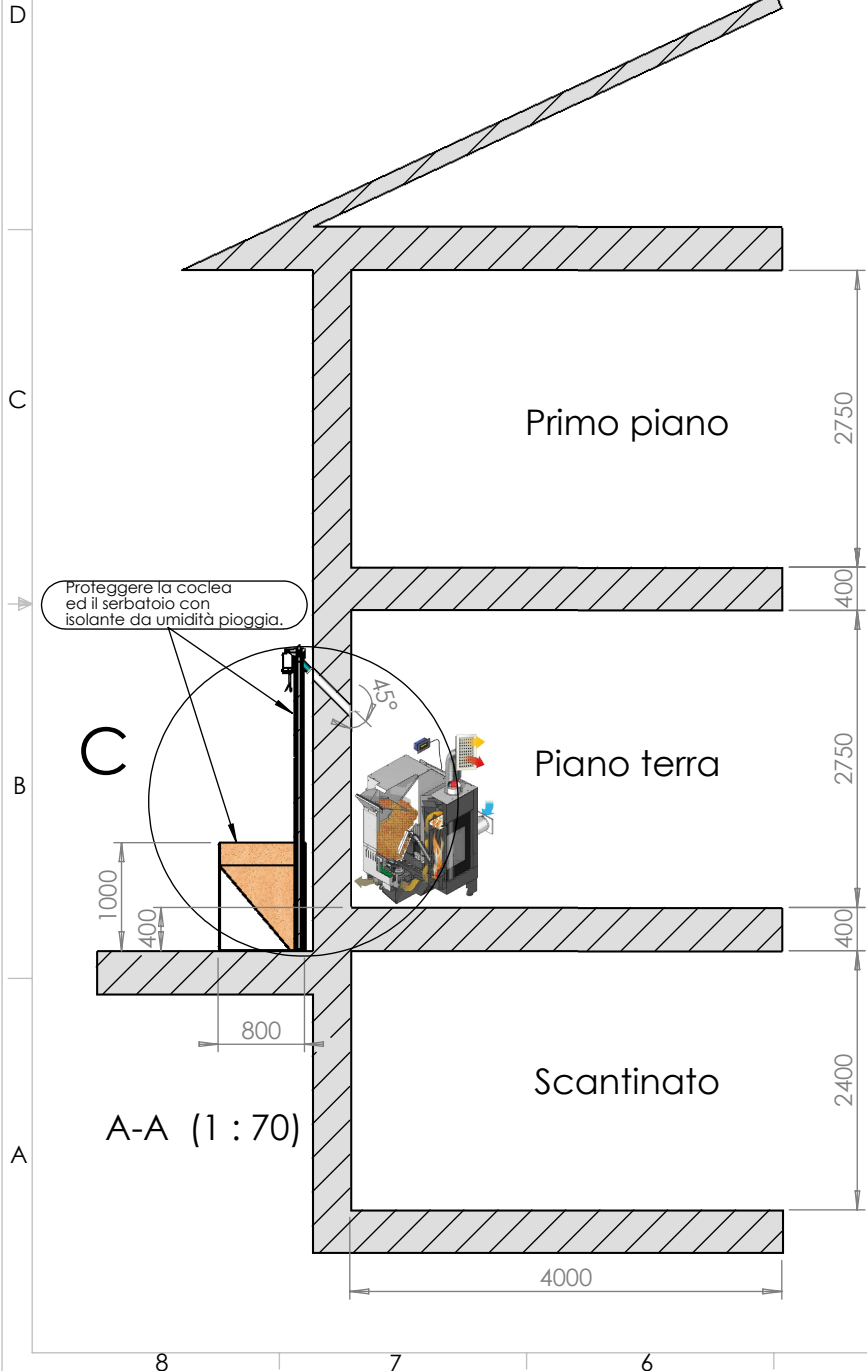 D
C
Primo piano
2750
400
Proteggere la coclea
ed il serbatoio con
isolante da umidità pioggia.
45°
C
B
Piano terra
2750
1000
400
400
800
Scantinato
2400
A-A (1 : 70)
A
4000
8
7
6